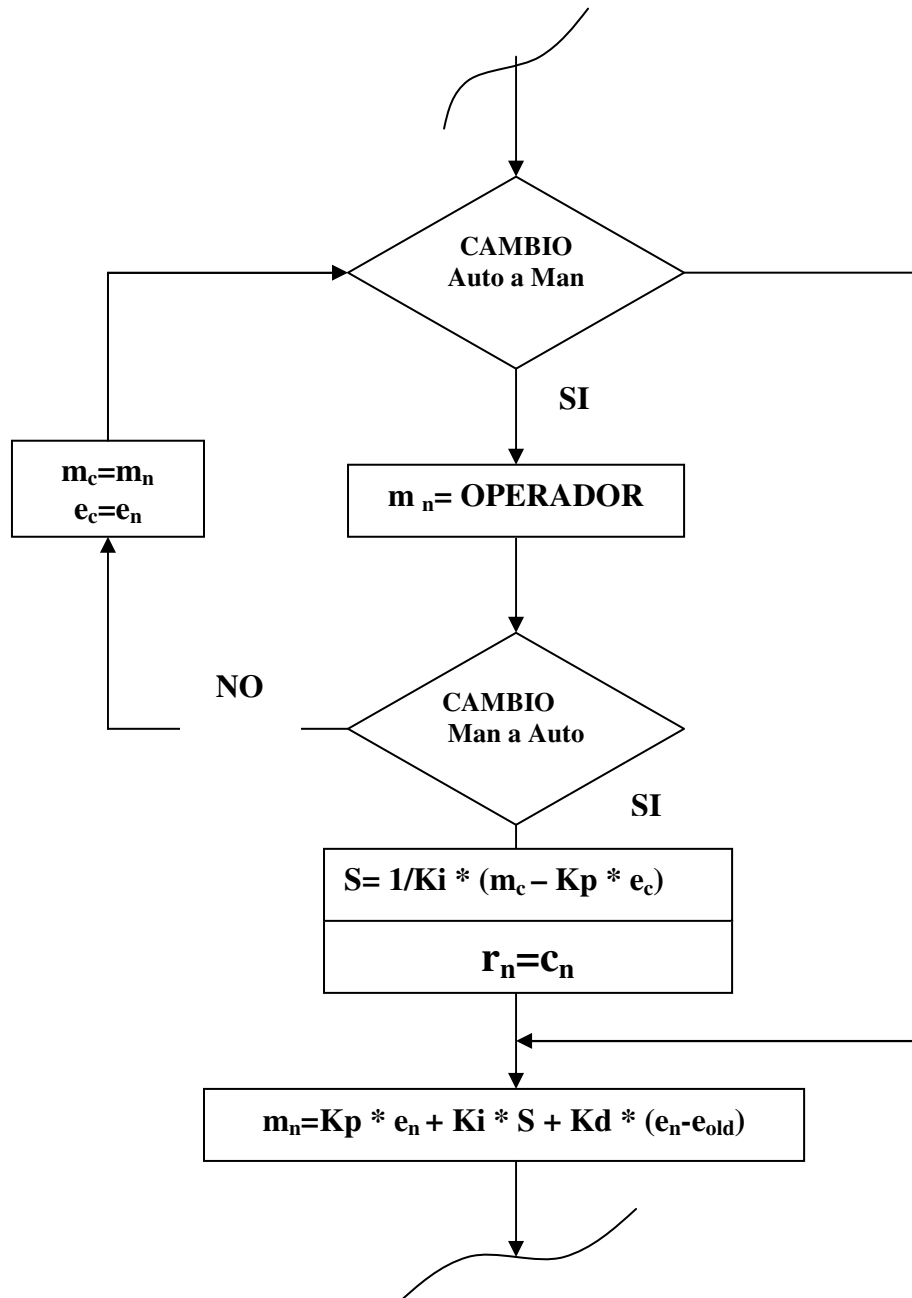 CAMBIO
Auto a Man
SI
m_c=m_n
e_c=e_n
m _n= OPERADOR
NO
CAMBIO
Man a Auto
SI
S= 1/Ki * (m_c – Kp * e_c)
r_n=c_n
m_n=Kp * e_n + Ki * S + Kd * (e_n-e_old)